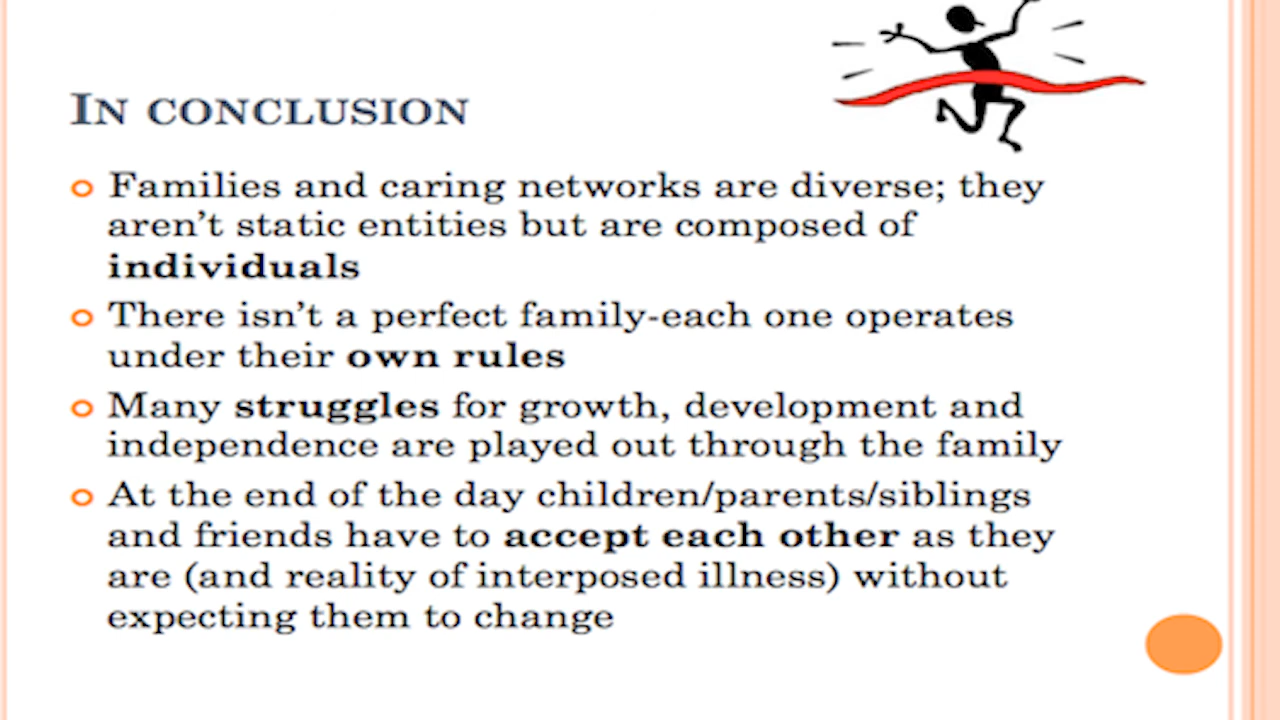 IN CONCLUSION
Families and caring networks are diverse; they
aren’t static entities but are composed of
individuals
There isn’t a perfect family-each one operates
under their own rules
Many struggles for growth, development and
independence are played out through the family
At the end of the day children/parents/siblings
and friends have to accept each other as they
are (and reality of interposed illness) without
expecting them to change